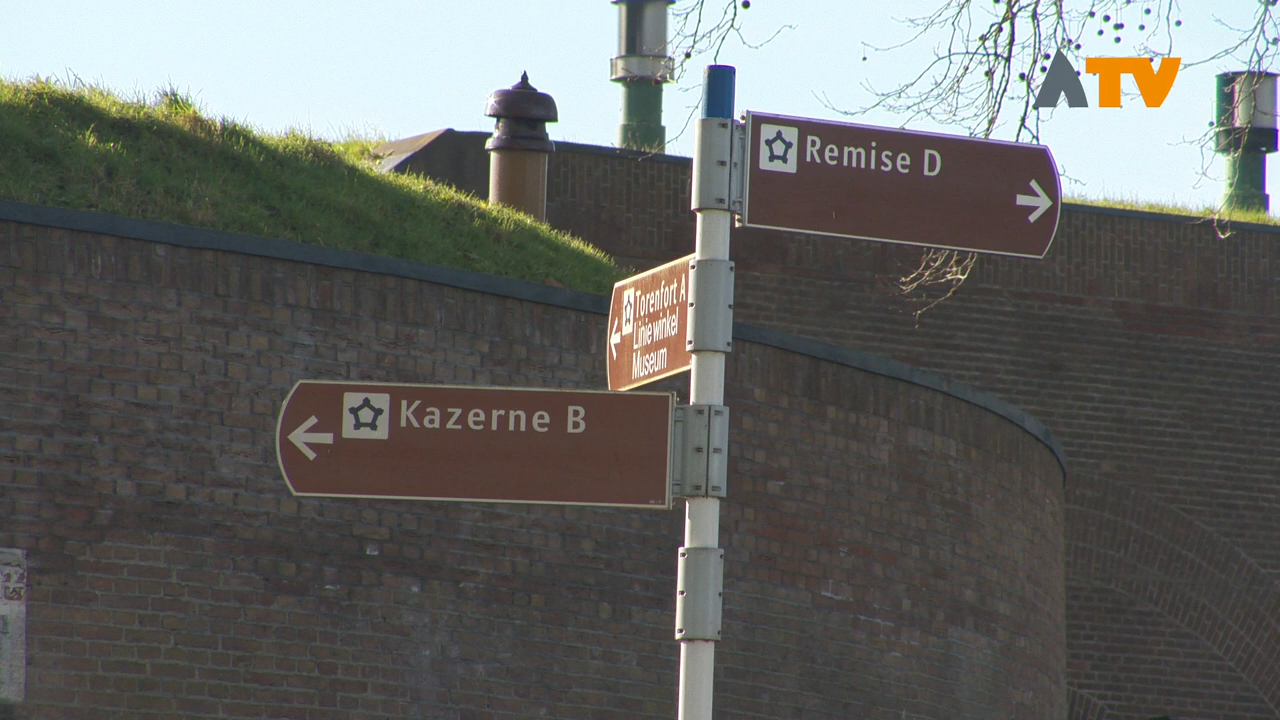 ATV
Remise D
Torenfort A
Linie winkel
Museum
Kazerne B